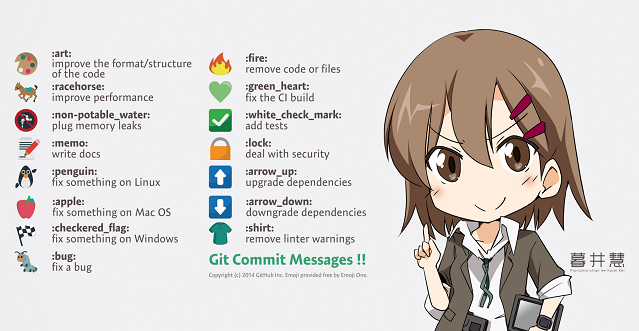 :art:
improve the format/structure
of the code
:racehorse:
improve performance
:non-potable_water:
plug memory leaks
:memo:
write docs
:penguin:
fix something on Linux
:apple:
fix something on Mac OS
:checkered_flag:
fix something on Windows
:bug:
fix a bug
:fire:
remove code or files
:green_heart:
fix the CI build
:white_check_mark:
add tests
:lock:
deal with security
:arrow_up:
upgrade dependencies
:arrow_down:
downgrade dependencies
:shirt:
remove linter warnings
Git Commit Messages !!
Copyright (c) 2014 GitHub Inc. Emoji provided free by Emoji One.
暮井慧